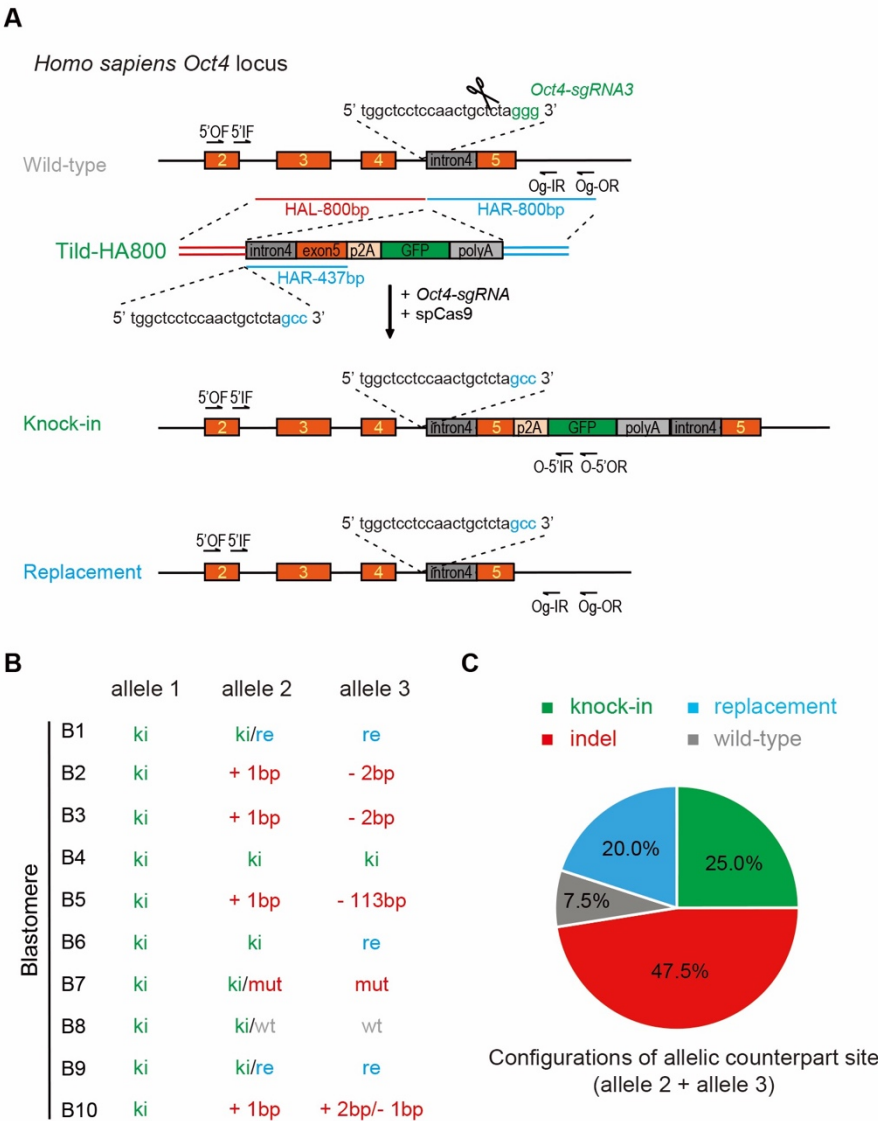 A
Homo sapiens Oct4 locus
Oct4-sgRNA3
5' tggctcctccaactgctctaggg 3'
5'OF 5'IF
Wild-type
2 3 4 intron4 5
Og-IR Og-OR
HAL-800bp HAR-800bp
Tild-HA800
intron4 exon5 p2A GFP polyA
HAR-437bp
+ Oct4-sgRNA
+ spCas9
5' tggctcctccaactgctctagcc 3'
5' tggctcctccaactgctctagcc 3'
5'OF 5'IF
Knock-in
2 3 4 intron4 5 p2A GFP polyA intron4 5
O-5'IR O-5'OR
5' tggctcctccaactgctctagcc 3'
5'OF 5'IF
Replacement
2 3 4 intron4 5
Og-IR Og-OR
B
allele 1 allele 2 allele 3
Blastomere
B1 ki ki/re re
B2 ki + 1bp - 2bp
B3 ki + 1bp - 2bp
B4 ki ki ki
B5 ki + 1bp - 113bp
B6 ki ki re
B7 ki ki/mut mut
B8 ki ki/wt wt
B9 ki ki/re re
B10 ki + 1bp + 2bp/- 1bp
C
knock-in replacement
indel wild-type
20.0% 25.0%
7.5%
47.5%
Configurations of allelic counterpart site
(allele 2 + allele 3)